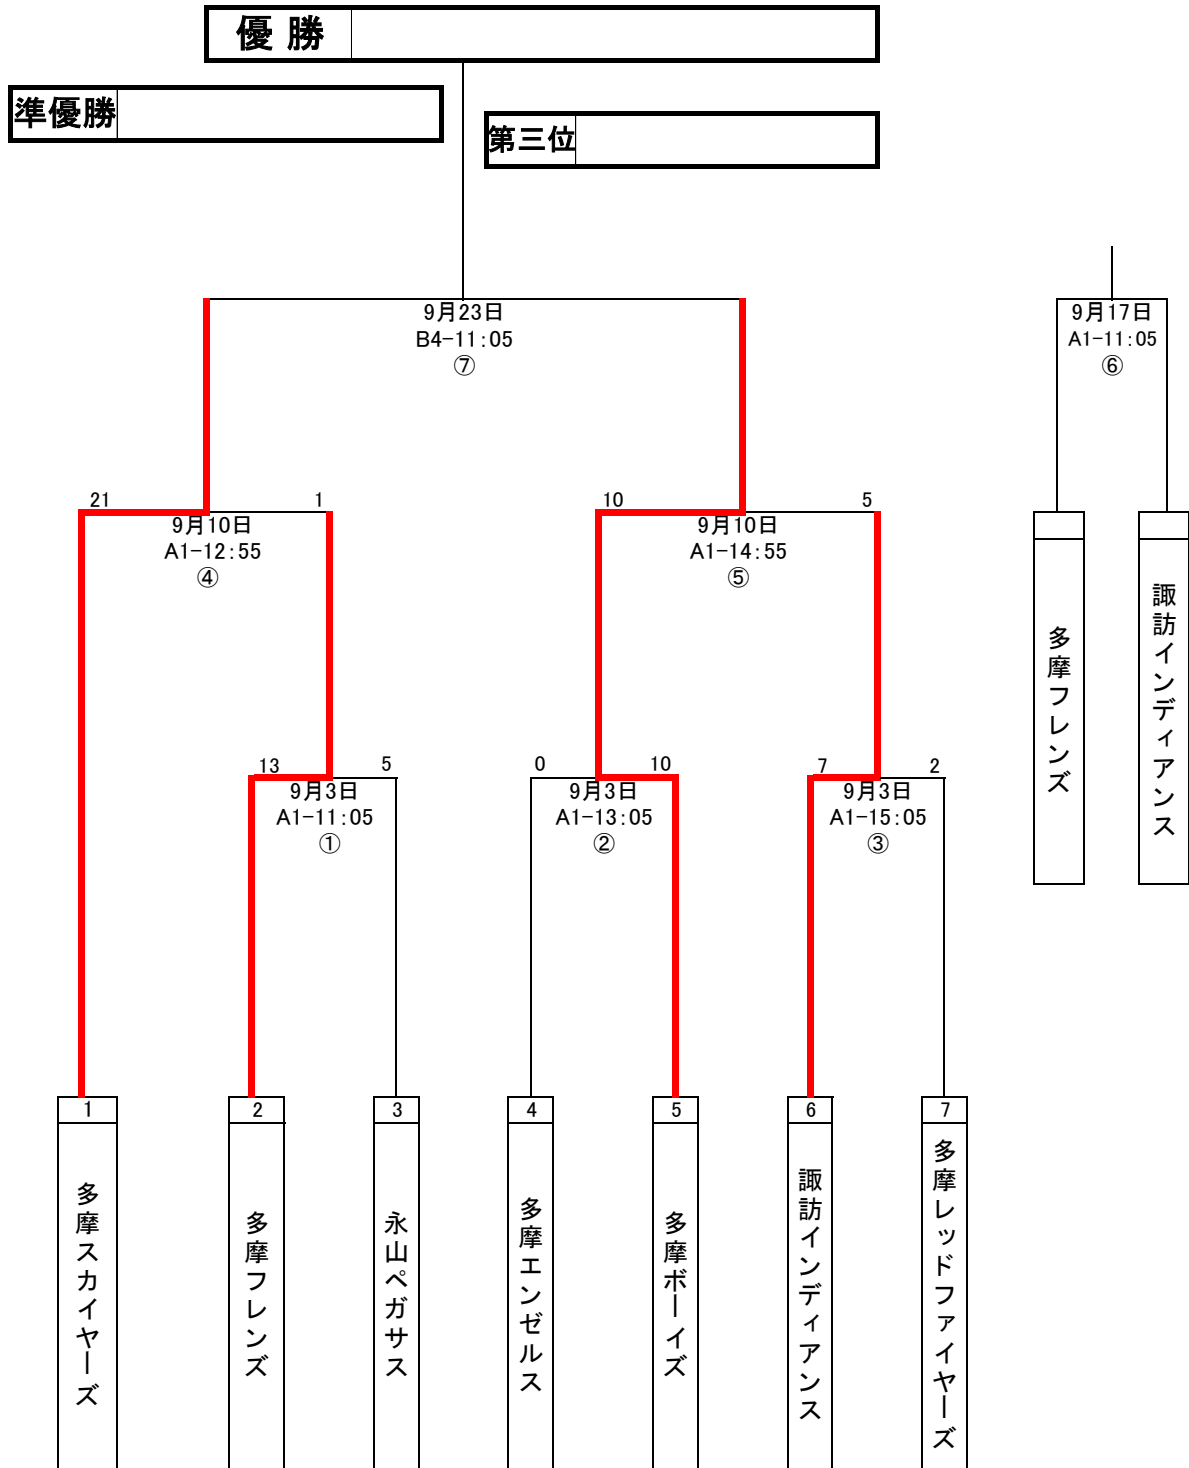 優 勝
準優勝
第三位
9月23日
B4-11:05
⑦
9月17日
A1-11:05
⑥
21
1
9月10日
A1-12:55
④
10
5
9月10日
A1-14:55
⑤
多摩フレンズ
諏訪インディアンス
13
5
9月3日
A1-11:05
①
0
10
9月3日
A1-13:05
②
7
2
9月3日
A1-15:05
③
1
多摩スカイヤーズ
2
多摩フレンズ
3
永山ペガサス
4
多摩エンゼルス
5
多摩ボーイズ
6
諏訪インディアンス
7
多摩レッドファイヤーズ